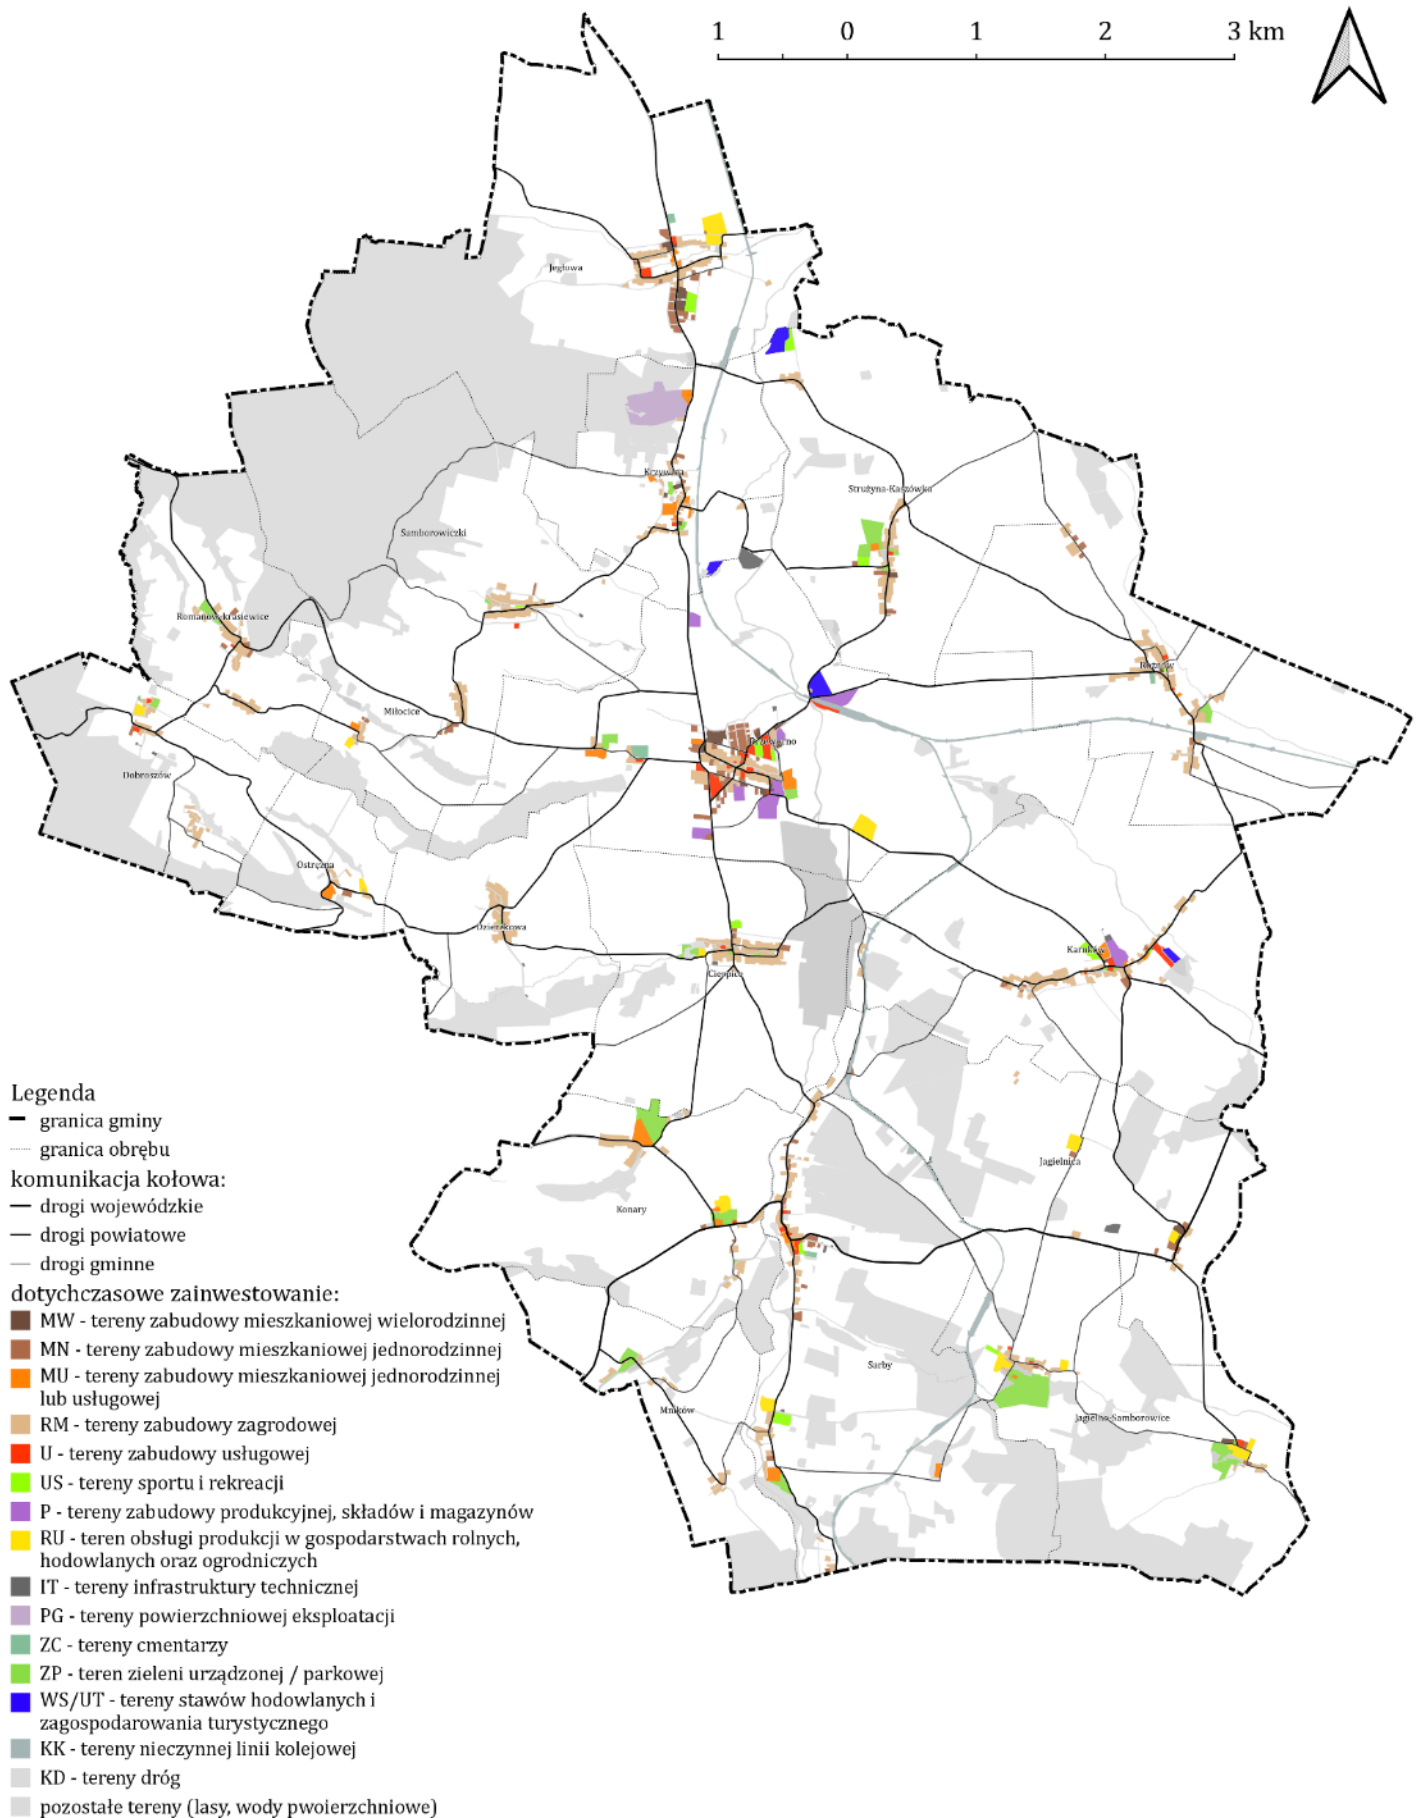 1 0 1 2 3 km
Jegłowa
Krzywina
Strużyna-Kaszówka
Samborowiczki
Romanów-Krasiewice
Rożnów
Miłocice
Przeworno
Dobroszów
Ostrężna
Dzierzkowa
Karnków
Cierpice
Legenda
granica gminy
granica obrębu
Jagielnica
komunikacja kołowa:
drogi wojewódzkie
Konary
drogi powiatowe
drogi gminne
dotychczasowe zainwestowanie:
MW - tereny zabudowy mieszkaniowej wielorodzinnej
MN - tereny zabudowy mieszkaniowej jednorodzinnej
Sarby
MU - tereny zabudowy mieszkaniowej jednorodzinnej
lub usługowej
Mników
Jagielno-Samborowice
RM - tereny zabudowy zagrodowej
U - tereny zabudowy usługowej
US - tereny sportu i rekreacji
P - tereny zabudowy produkcyjnej, składów i magazynów
RU - teren obsługi produkcji w gospodarstwach rolnych,
hodowlanych oraz ogrodniczych
IT - tereny infrastruktury technicznej
PG - tereny powierzchniowej eksploatacji
ZC - tereny cmentarzy
ZP - teren zieleni urządzonej / parkowej
WS/UT - tereny stawów hodowlanych i
zagospodarowania turystycznego
KK - tereny nieczynnej linii kolejowej
KD - tereny dróg
pozostałe tereny (lasy, wody pwoierzchniowe)